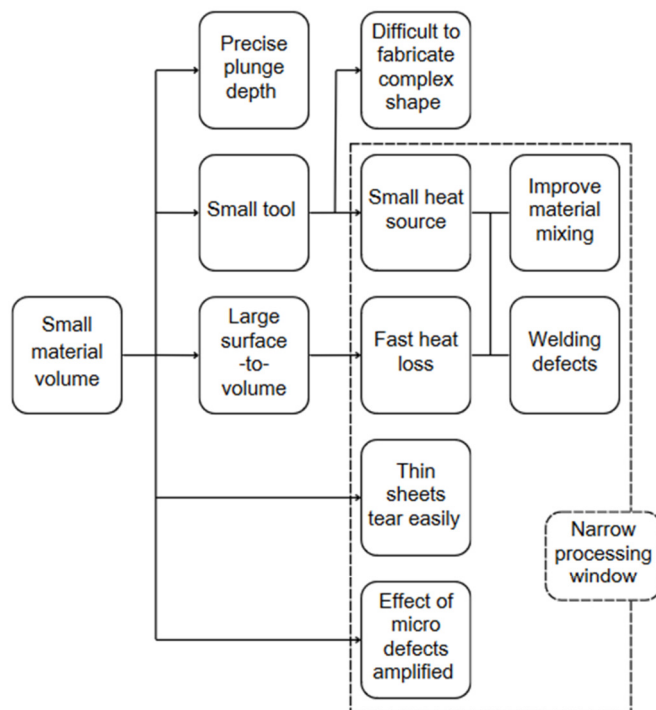 Precise
plunge
depth
Difficult to
fabricate
complex
shape
Small tool
Small heat
source
Improve
material
mixing
Small
material
volume
Large
surface
-to-
volume
Fast heat
loss
Welding
defects
Thin
sheets
tear easily
Narrow
processing
window
Effect of
micro
defects
amplified